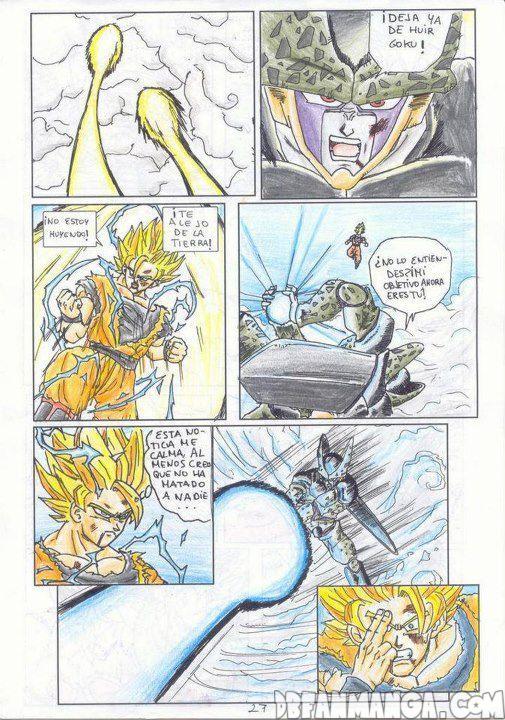 ¡DEJA YA
DE HUIR
GOKU!
¡NO ESTOY
HUYENDO!
¡TE
ALEJO
DE LA
TIERRA!
¿NO LO ENTIEN-
DES?¡MI
OBJETIVO AHORA
ERES TÚ!
ESTA NO-
TICIA ME
CALMA, AL
MENOS CREO
QUE NO HA
MATADO
A NADIE
...
27
DBFANMANGA.COM